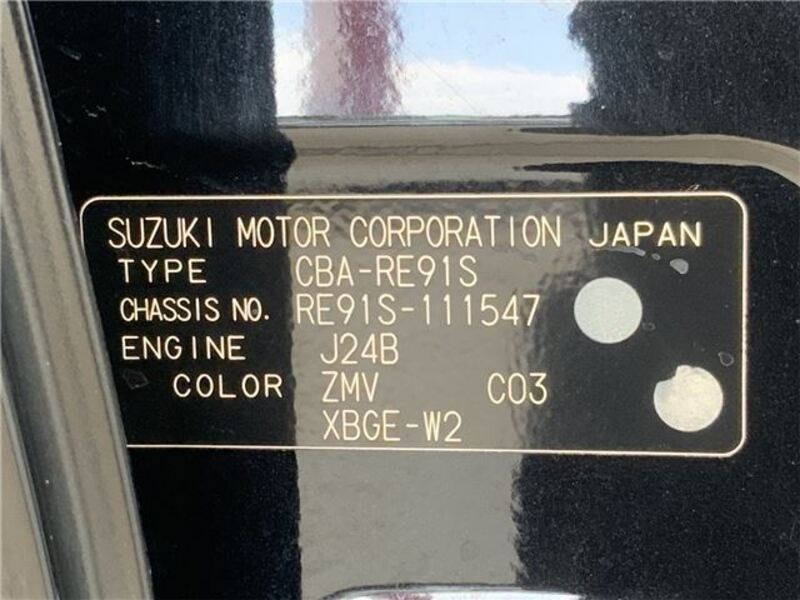 SUZUKI MOTOR CORPORATION JAPAN
TYPE CBA-RE91S
CHASSIS NO. RE91S-111547
ENGINE J24B
COLOR ZMV C03
XBGE-W2